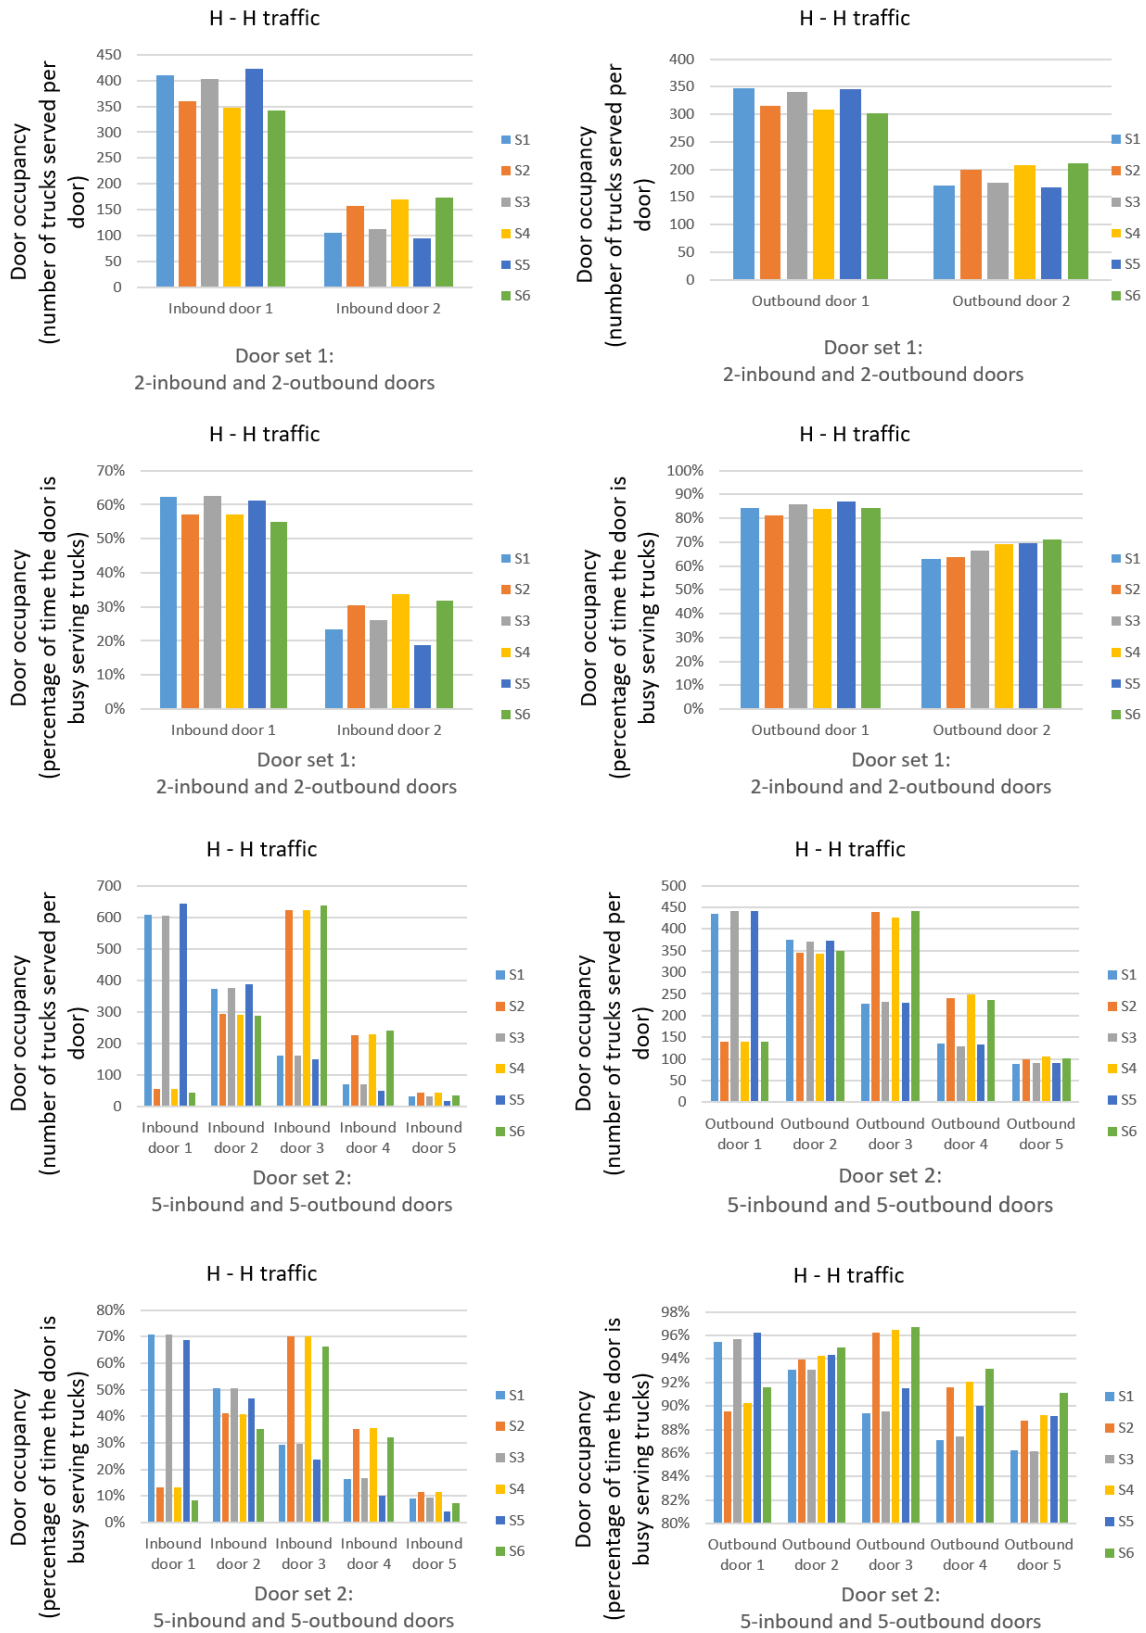 H - H traffic
Door occupancy
(number of trucks served per
door)
450
400
350
300
250
200
150
100
50
0
Inbound door 1
Inbound door 2
S1
S2
S3
S4
S5
S6
Door set 1:
2-inbound and 2-outbound doors
H - H traffic
Door occupancy
(number of trucks served per
door)
400
350
300
250
200
150
100
50
0
Outbound door 1
Outbound door 2
S1
S2
S3
S4
S5
S6
Door set 1:
2-inbound and 2-outbound doors
H - H traffic
Door occupancy
(percentage of time the door is
busy serving trucks)
70%
60%
50%
40%
30%
20%
10%
0%
Inbound door 1
Inbound door 2
S1
S2
S3
S4
S5
S6
Door set 1:
2-inbound and 2-outbound doors
H - H traffic
Door occupancy
(percentage of time the door is
busy serving trucks)
100%
90%
80%
70%
60%
50%
40%
30%
20%
10%
0%
Outbound door 1
Outbound door 2
S1
S2
S3
S4
S5
S6
Door set 1:
2-inbound and 2-outbound doors
H - H traffic
Door occupancy
(number of trucks served per
door)
700
600
500
400
300
200
100
0
Inbound door 1
Inbound door 2
Inbound door 3
Inbound door 4
Inbound door 5
S1
S2
S3
S4
S5
S6
Door set 2:
5-inbound and 5-outbound doors
H - H traffic
Door occupancy
(number of trucks served per
door)
500
450
400
350
300
250
200
150
100
50
0
Outbound door 1
Outbound door 2
Outbound door 3
Outbound door 4
Outbound door 5
S1
S2
S3
S4
S5
S6
Door set 2:
5-inbound and 5-outbound doors
H - H traffic
Door occupancy
(percentage of time the door is
busy serving trucks)
80%
70%
60%
50%
40%
30%
20%
10%
0%
Inbound door 1
Inbound door 2
Inbound door 3
Inbound door 4
Inbound door 5
S1
S2
S3
S4
S5
S6
Door set 2:
5-inbound and 5-outbound doors
H - H traffic
Door occupancy
(percentage of time the door is
busy serving trucks)
98%
96%
94%
92%
90%
88%
86%
84%
82%
80%
Outbound door 1
Outbound door 2
Outbound door 3
Outbound door 4
Outbound door 5
S1
S2
S3
S4
S5
S6
Door set 2:
5-inbound and 5-outbound doors